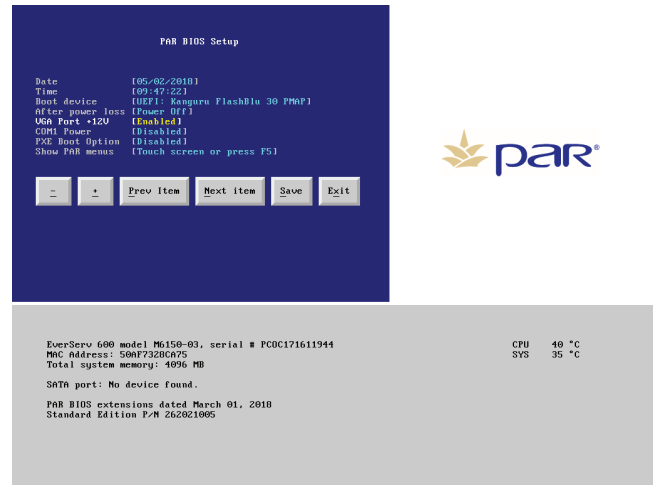 PAR BIOS Setup
Date [05/02/2018]
Time [09:47:22]
Boot device [UEFI: Kanguru FlashBlu 30 PMAP]
After power loss [Power Off]
VGA Port +12V [Enabled]
COM1 Power [Disabled]
PXE Boot Option [Disabled]
Show PAR menus [Touch screen or press F5]
- + Prev Item Next item Save Exit
par®
EverServ 600 model M6150-03, serial # PCOC171611944 CPU 40 °C
MAC Address: 50AF7328CA75 SYS 35 °C
Total system memory: 4096 MB
SATA port: No device found.
PAR BIOS extensions dated March 01, 2018
Standard Edition P/N 262021005